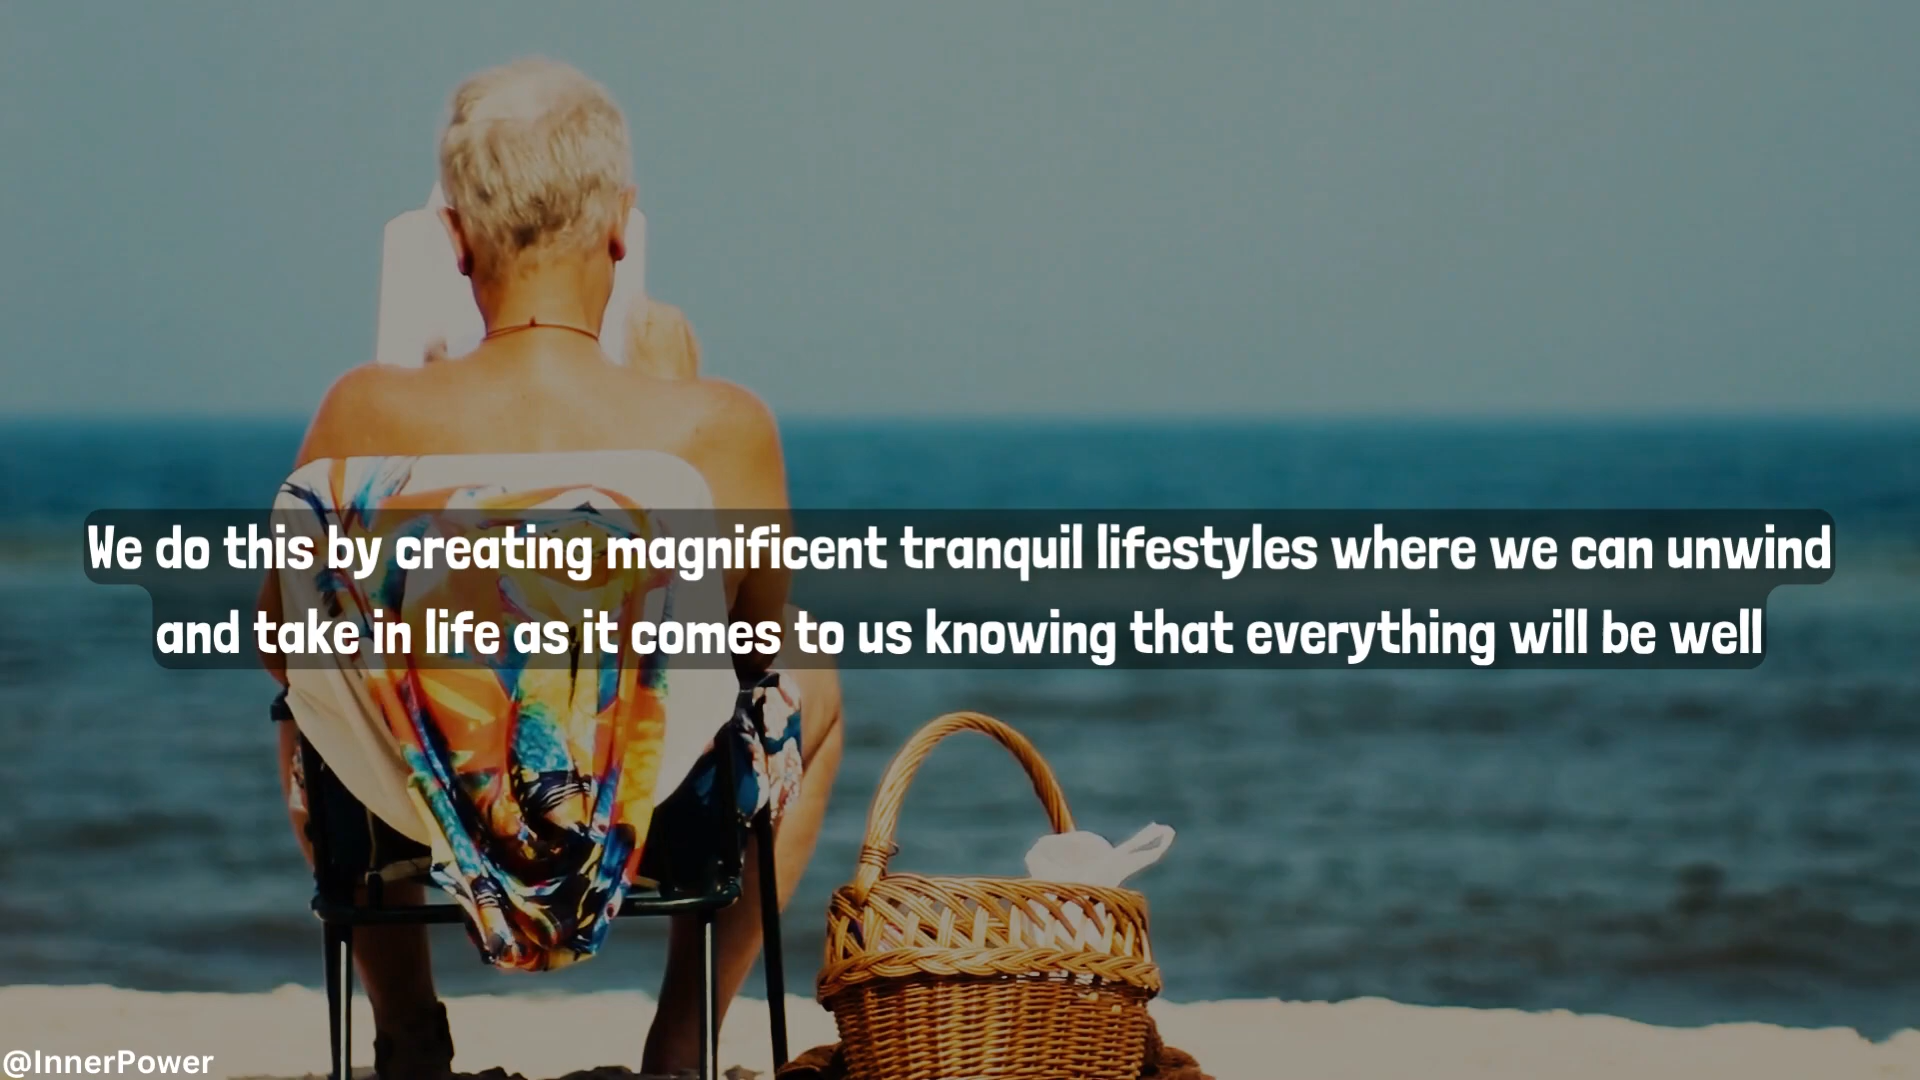 We do this by creating magnificent tranquil lifestyles where we can unwind
and take in life as it comes to us knowing that everything will be well
@InnerPower